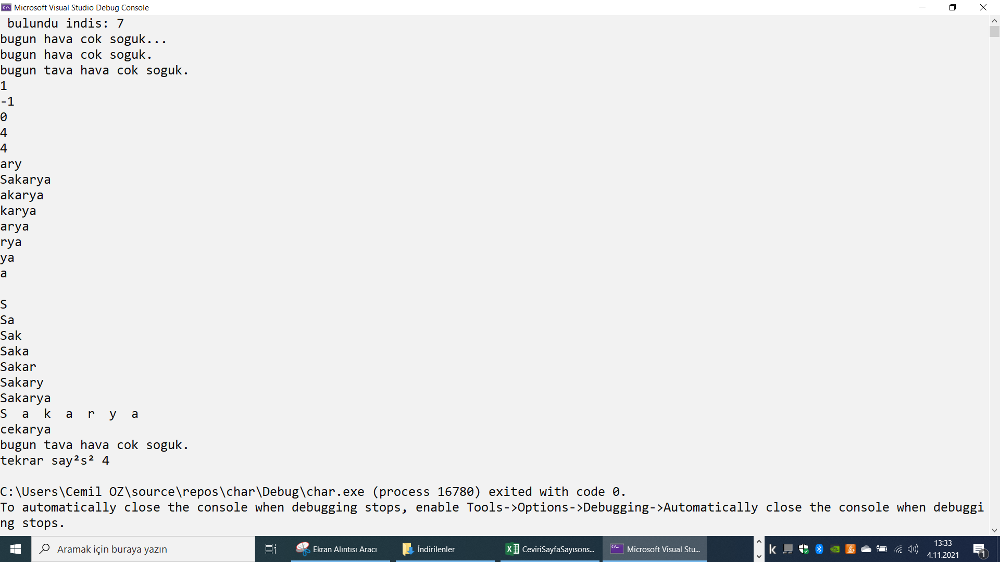 Microsoft Visual Studio Debug Console
bulundu indis: 7
bugun hava cok soguk...
bugun hava cok soguk.
bugun tava hava cok soguk.
1
-1
0
4
4
ary
Sakarya
akarya
karya
arya
rya
ya
a
S
Sa
Sak
Saka
Sakar
Sakary
Sakarya
S  a  k  a  r  y  a
cekarya
bugun tava hava cok soguk.
tekrar say²s² 4
C:\Users\Cemil OZ\source\repos\char\Debug\char.exe (process 16780) exited with code 0.
To automatically close the console when debugging stops, enable Tools->Options->Debugging->Automatically close the console when debuggi
ng stops.
Aramak için buraya yazın
Ekran Alıntısı Aracı
İndirilenler
CeviriSayfaSayısons...
Microsoft Visual Stu...
13:33
4.11.2021
1